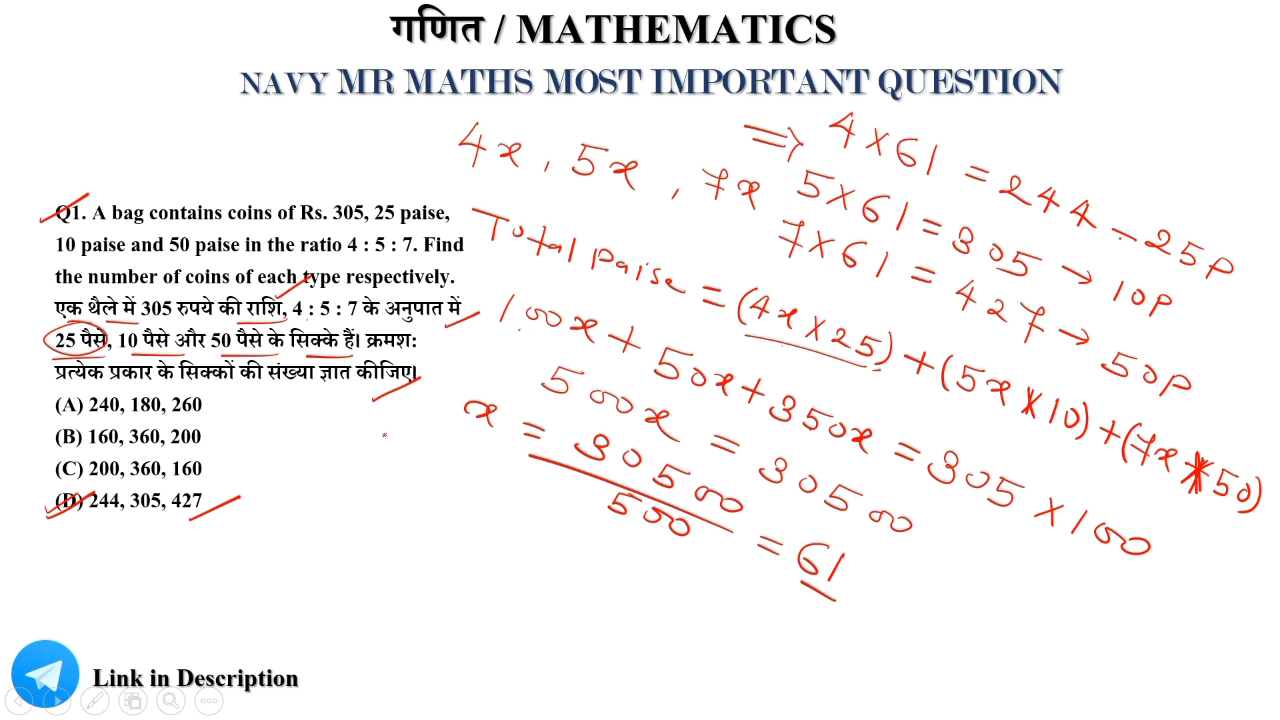 गणित / MATHEMATICS
NAVY MR MATHS MOST IMPORTANT QUESTION
Q1. A bag contains coins of Rs. 305, 25 paise,
10 paise and 50 paise in the ratio 4 : 5 : 7. Find
the number of coins of each type respectively.
एक थैले में 305 रुपये की राशि, 4 : 5 : 7 के अनुपात में
25 पैसे, 10 पैसे और 50 पैसे के सिक्के हैं। क्रमश:
प्रत्येक प्रकार के सिक्कों की संख्या ज्ञात कीजिए।
(A) 240, 180, 260
(B) 160, 360, 200
(C) 200, 360, 160
(D) 244, 305, 427
4x, 5x, 7x
⇒ 4×61 = 244 - 25P
5×61 = 305 → 10P
7×61 = 427 → 50P
Total Paise = (4x×25) + (5x×10) + (7x*50)
100x + 50x + 350x = 305 × 100
500x = 30500
x = 30500
500
= 61
Link in Description